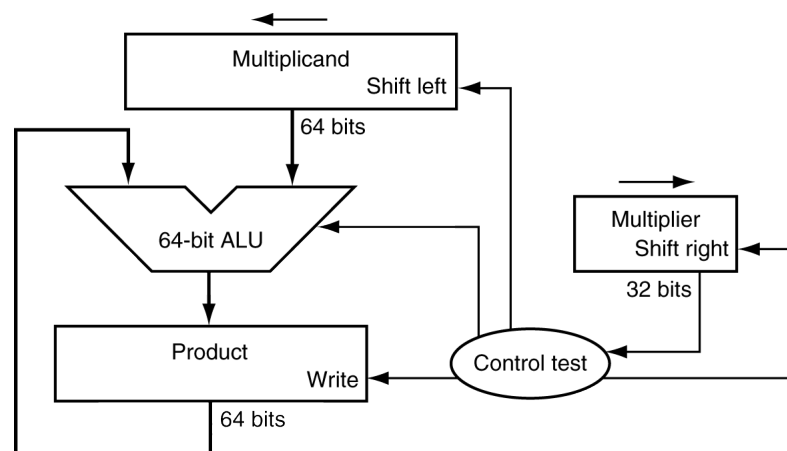 Multiplicand
Shift left
64 bits
64-bit ALU
Multiplier
Shift right
32 bits
Product
Write
Control test
64 bits